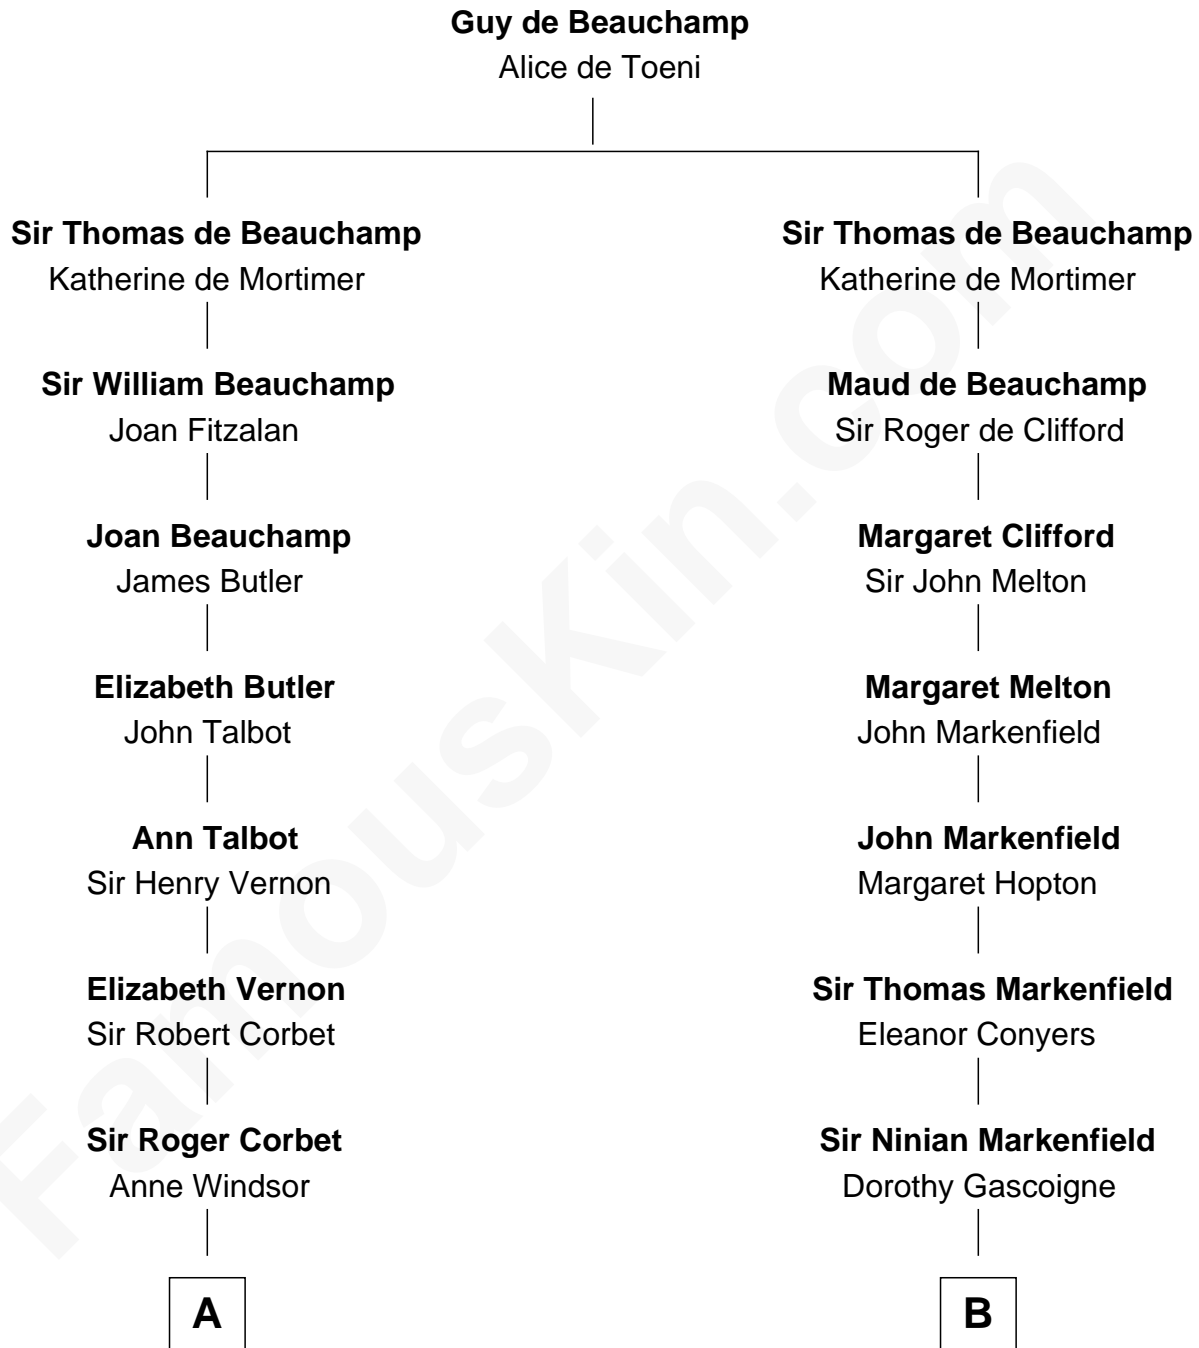 Guy de Beauchamp
Alice de Toeni
Sir Thomas de Beauchamp
Katherine de Mortimer
Sir Thomas de Beauchamp
Katherine de Mortimer
Sir William Beauchamp
Joan Fitzalan
Maud de Beauchamp
Sir Roger de Clifford
Joan Beauchamp
James Butler
Margaret Clifford
Sir John Melton
Elizabeth Butler
John Talbot
Margaret Melton
John Markenfield
Ann Talbot
Sir Henry Vernon
John Markenfield
Margaret Hopton
Elizabeth Vernon
Sir Robert Corbet
Sir Thomas Markenfield
Eleanor Conyers
Sir Roger Corbet
Anne Windsor
Sir Ninian Markenfield
Dorothy Gascoigne
A
B
FamousKin.com